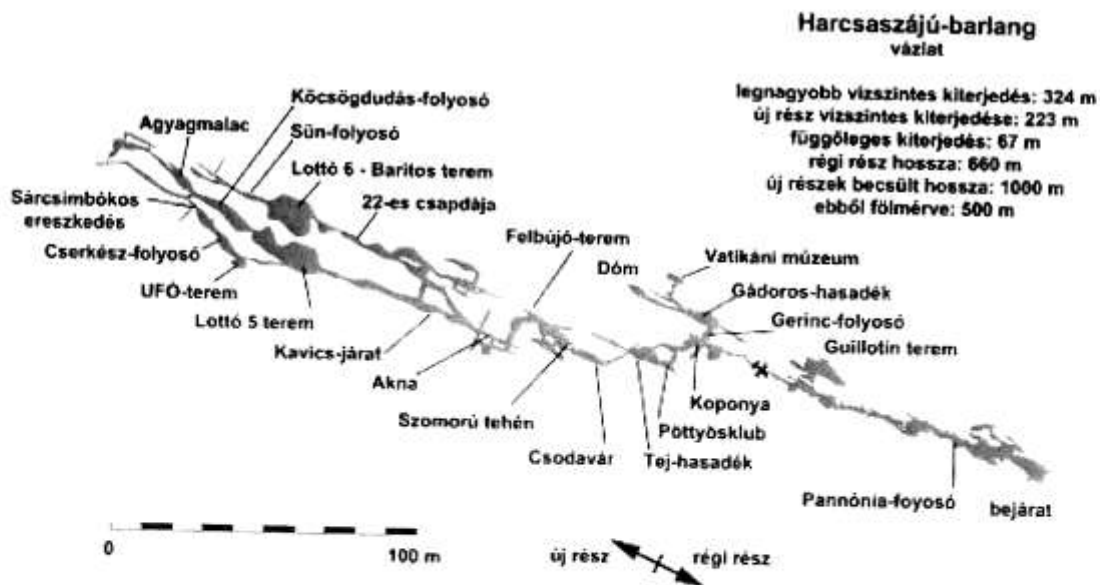 Harcsaszájú-barlang
vázlat
legnagyobb vízszintes kiterjedés: 324 m
új rész vízszintes kiterjedése: 223 m
függőleges kiterjedés: 67 m
régi rész hossza: 660 m
új részek becsült hossza: 1000 m
ebből fölmérve: 500 m
Köcsögdudás-folyosó
Agyagmalac
Sün-folyosó
Lottó 6 - Baritos terem
22-es csapdája
Sárcsimbókos
ereszkedés
Cserkész-folyosó
UFÓ-terem
Lottó 5 terem
Kavics-járat
Akna
Felbújó-terem
Szomorú tehén
Csodavár
Dóm
Vatikáni múzeum
Gádoros-hasadék
Gerinc-folyosó
Guillotin terem
Koponya
Pöttyösklub
Tej-hasadék
Pannónia-foyosó
bejárat
0
100 m
új rész
régi rész